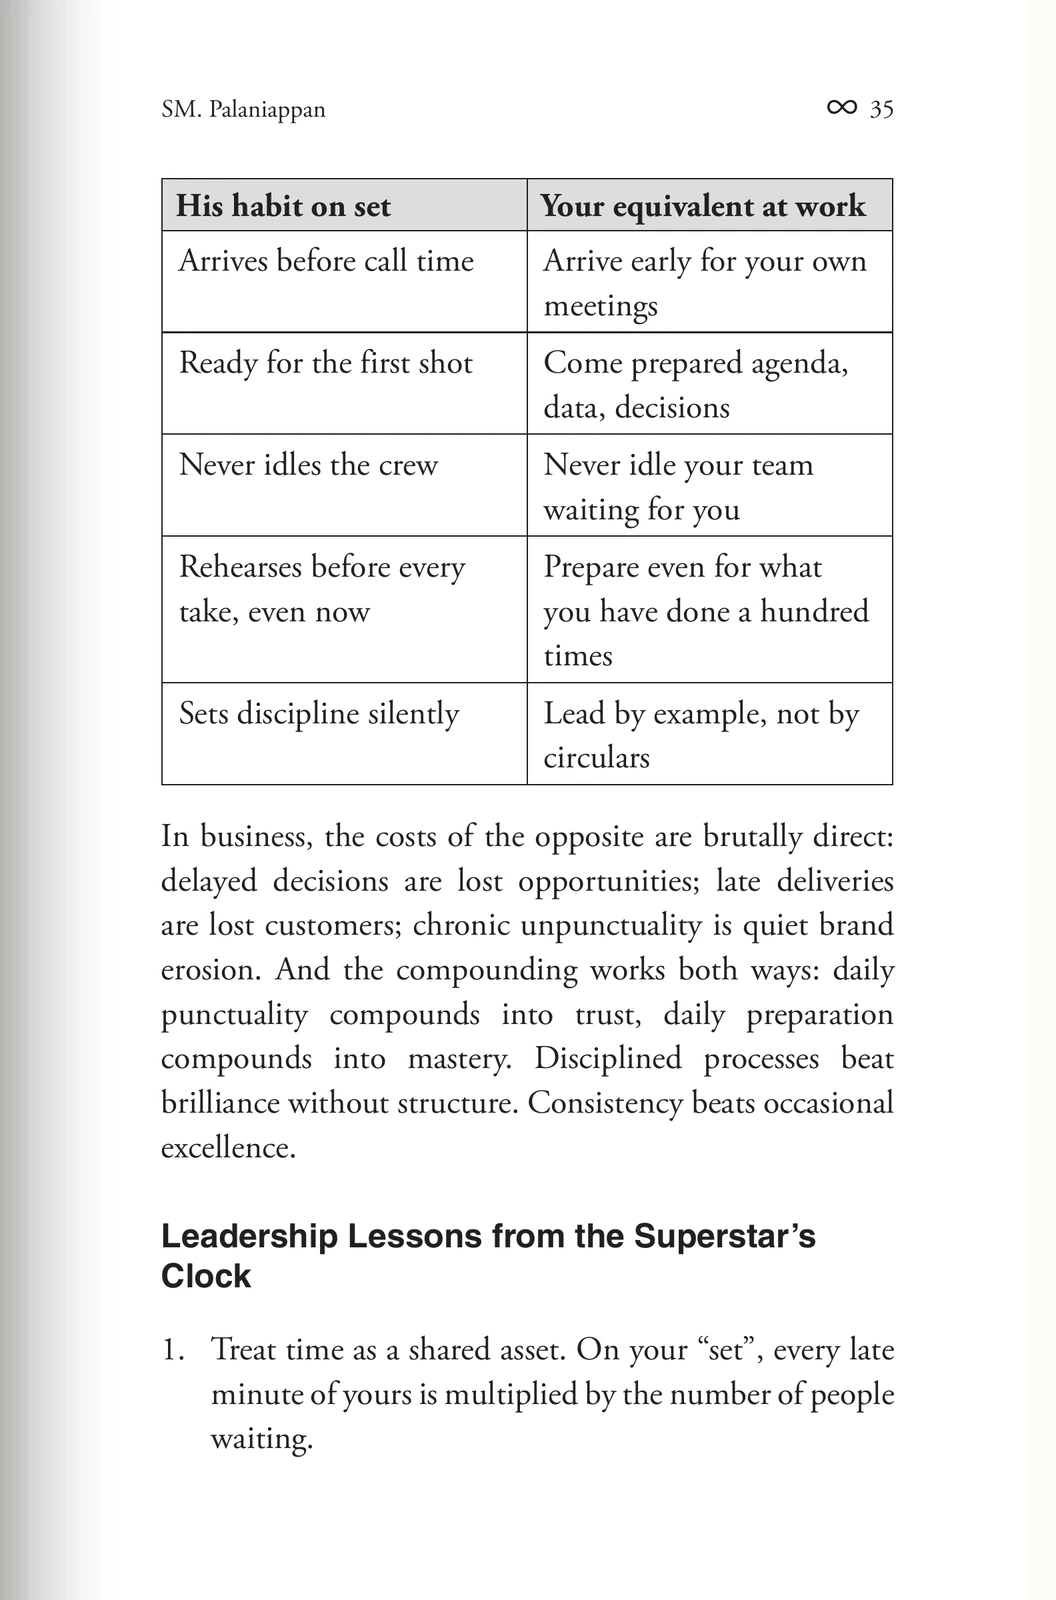 SM. Palaniappan ∞ 35
His habit on set Your equivalent at work
Arrives before call time Arrive early for your own
meetings
Ready for the first shot Come prepared agenda,
data, decisions
Never idles the crew Never idle your team
waiting for you
Rehearses before every Prepare even for what
take, even now you have done a hundred
times
Sets discipline silently Lead by example, not by
circulars
In business, the costs of the opposite are brutally direct:
delayed decisions are lost opportunities; late deliveries
are lost customers; chronic unpunctuality is quiet brand
erosion. And the compounding works both ways: daily
punctuality compounds into trust, daily preparation
compounds into mastery. Disciplined processes beat
brilliance without structure. Consistency beats occasional
excellence.
Leadership Lessons from the Superstar’s
Clock
1. Treat time as a shared asset. On your “set”, every late
minute of yours is multiplied by the number of people
waiting.